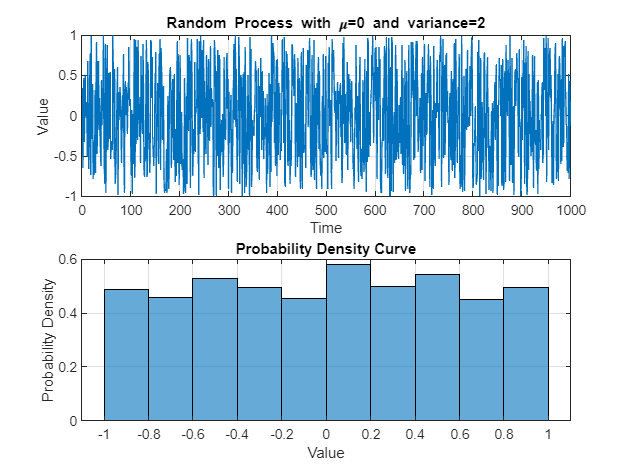 Random Process with μ=0 and variance=2
1
0.5
0
-0.5
-1
Value
0 100 200 300 400 500 600 700 800 900 1000
Time
Probability Density Curve
0.6
0.4
0.2
0
Probability Density
-1 -0.8 -0.6 -0.4 -0.2 0 0.2 0.4 0.6 0.8 1
Value